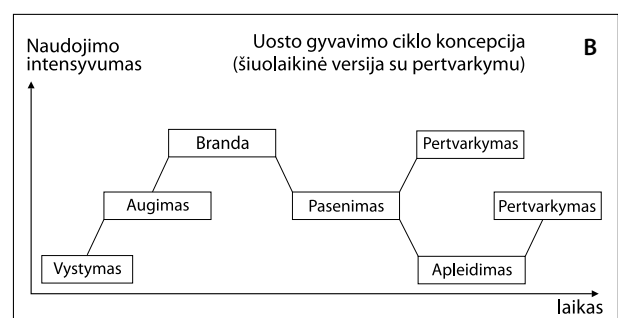 Naudojimo
intensyvumas
Uosto gyvavimo ciklo koncepcija
(šiuolaikinė versija su pertvarkymu)
B
Branda
Pertvarkymas
Augimas
Pasenimas
Pertvarkymas
Vystymas
Apleidimas
laikas